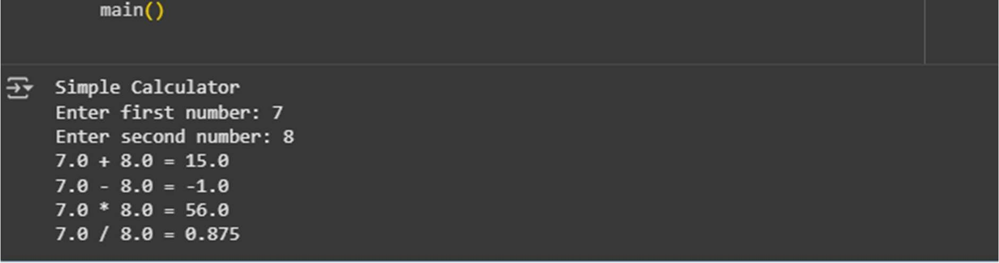 main()
Simple Calculator
Enter first number: 7
Enter second number: 8
7.0 + 8.0 = 15.0
7.0 - 8.0 = -1.0
7.0 * 8.0 = 56.0
7.0 / 8.0 = 0.875